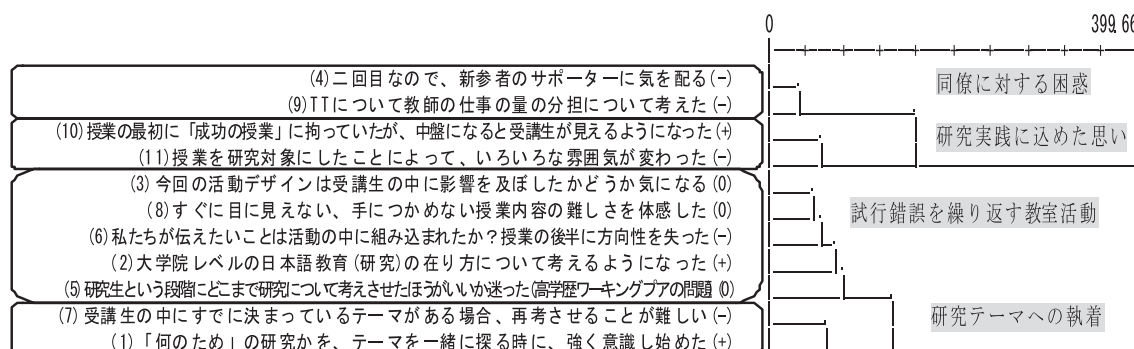 0 399.66
(4)二回目なので、新参者のサポーターに気を配る(-)
同僚に対する困惑
(9)TTについて教師の仕事の量の分担について考えた(-)
(10)授業の最初に「成功の授業」に拘っていたが、中盤になると受講生が見えるようになった(+)
研究実践に込めた思い
(11)授業を研究対象にしたことによって、いろいろな雰囲気が変わった(-)
(3)今回の活動デザインは受講生の中に影響を及ぼしたかどうか気になる(0)
(8)すぐに目に見えない、手につかめない授業内容の難しさを体感した(0)
試行錯誤を繰り返す教室活動
(6)私たちが伝えたいことは活動の中に組み込まれたか?授業の後半に方向性を失った(-)
(2)大学院レベルの日本語教育(研究)の在り方について考えるようになった(+)
(5)研究生という段階にどこまで研究について考えさせたほうがいいか迷った(高学歴ワーキングプアの問題(0)
(7)受講生の中にすでに決まっているテーマがある場合、再考させることが難しい(-)
研究テーマへの執着
(1)「何のため」の研究かを、テーマを一緒に探る時に、強く意識し始めた(+)